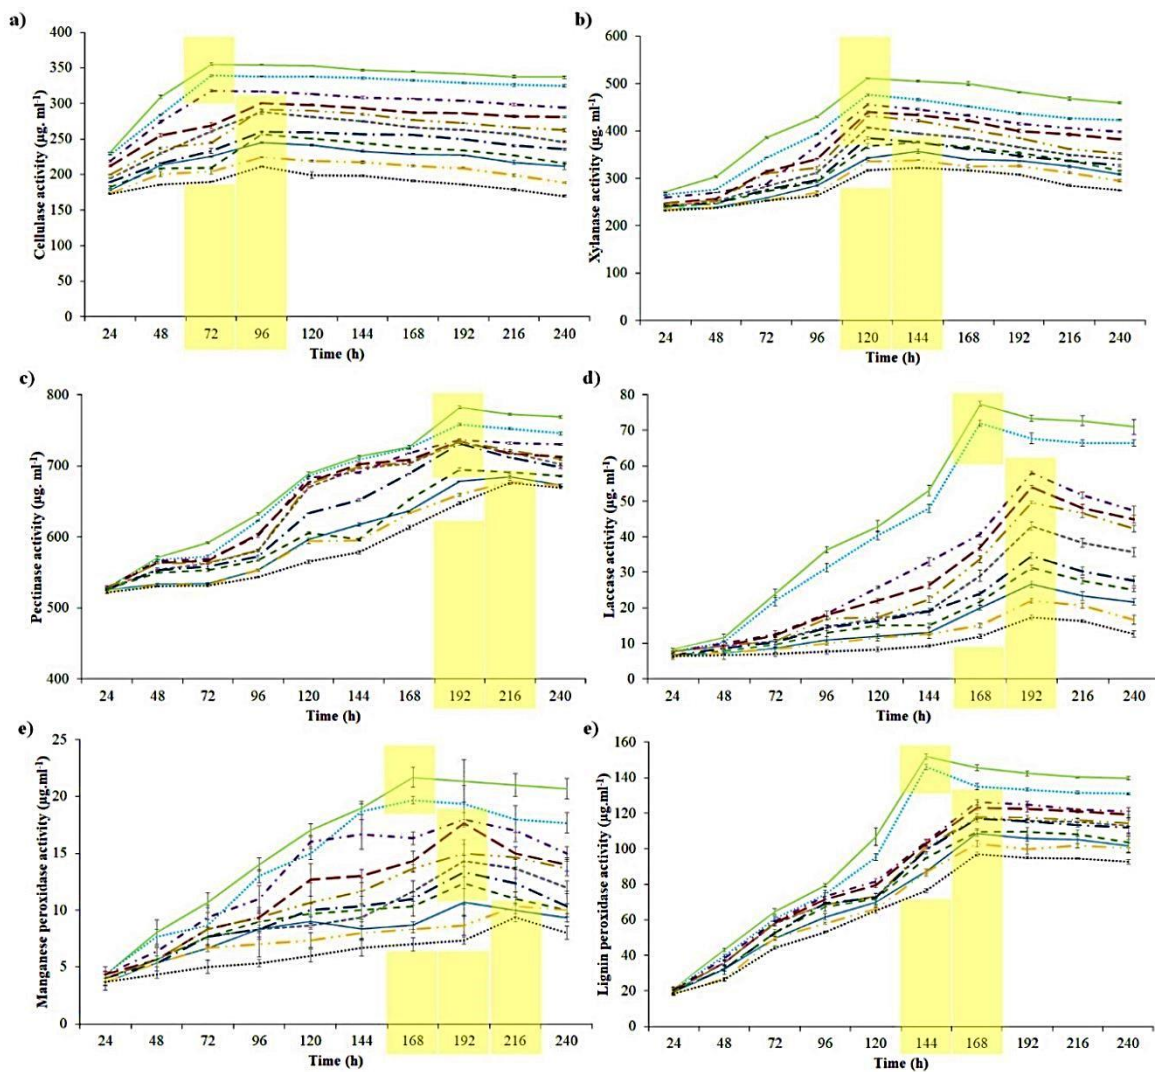 a)
400
350
300
250
200
150
100
50
0
Cellulase activity (µg. ml⁻¹)
24 48 72 96 120 144 168 192 216 240
Time (h)
b)
600
500
400
300
200
100
0
Xylanase activity (µg. ml⁻¹)
24 48 72 96 120 144 168 192 216 240
Time (h)
c)
800
700
600
500
400
Pectinase activity (µg. ml⁻¹)
24 48 72 96 120 144 168 192 216 240
Time (h)
d)
80
70
60
50
40
30
20
10
0
Laccase activity (µg. ml⁻¹)
24 48 72 96 120 144 168 192 216 240
Time (h)
e)
25
20
15
10
5
0
Manganese peroxidase activity (µg.ml⁻¹)
24 48 72 96 120 144 168 192 216 240
Time (h)
e)
160
140
120
100
80
60
40
20
0
Lignin peroxidase activity (µg.ml⁻¹)
24 48 72 96 120 144 168 192 216 240
Time (h)